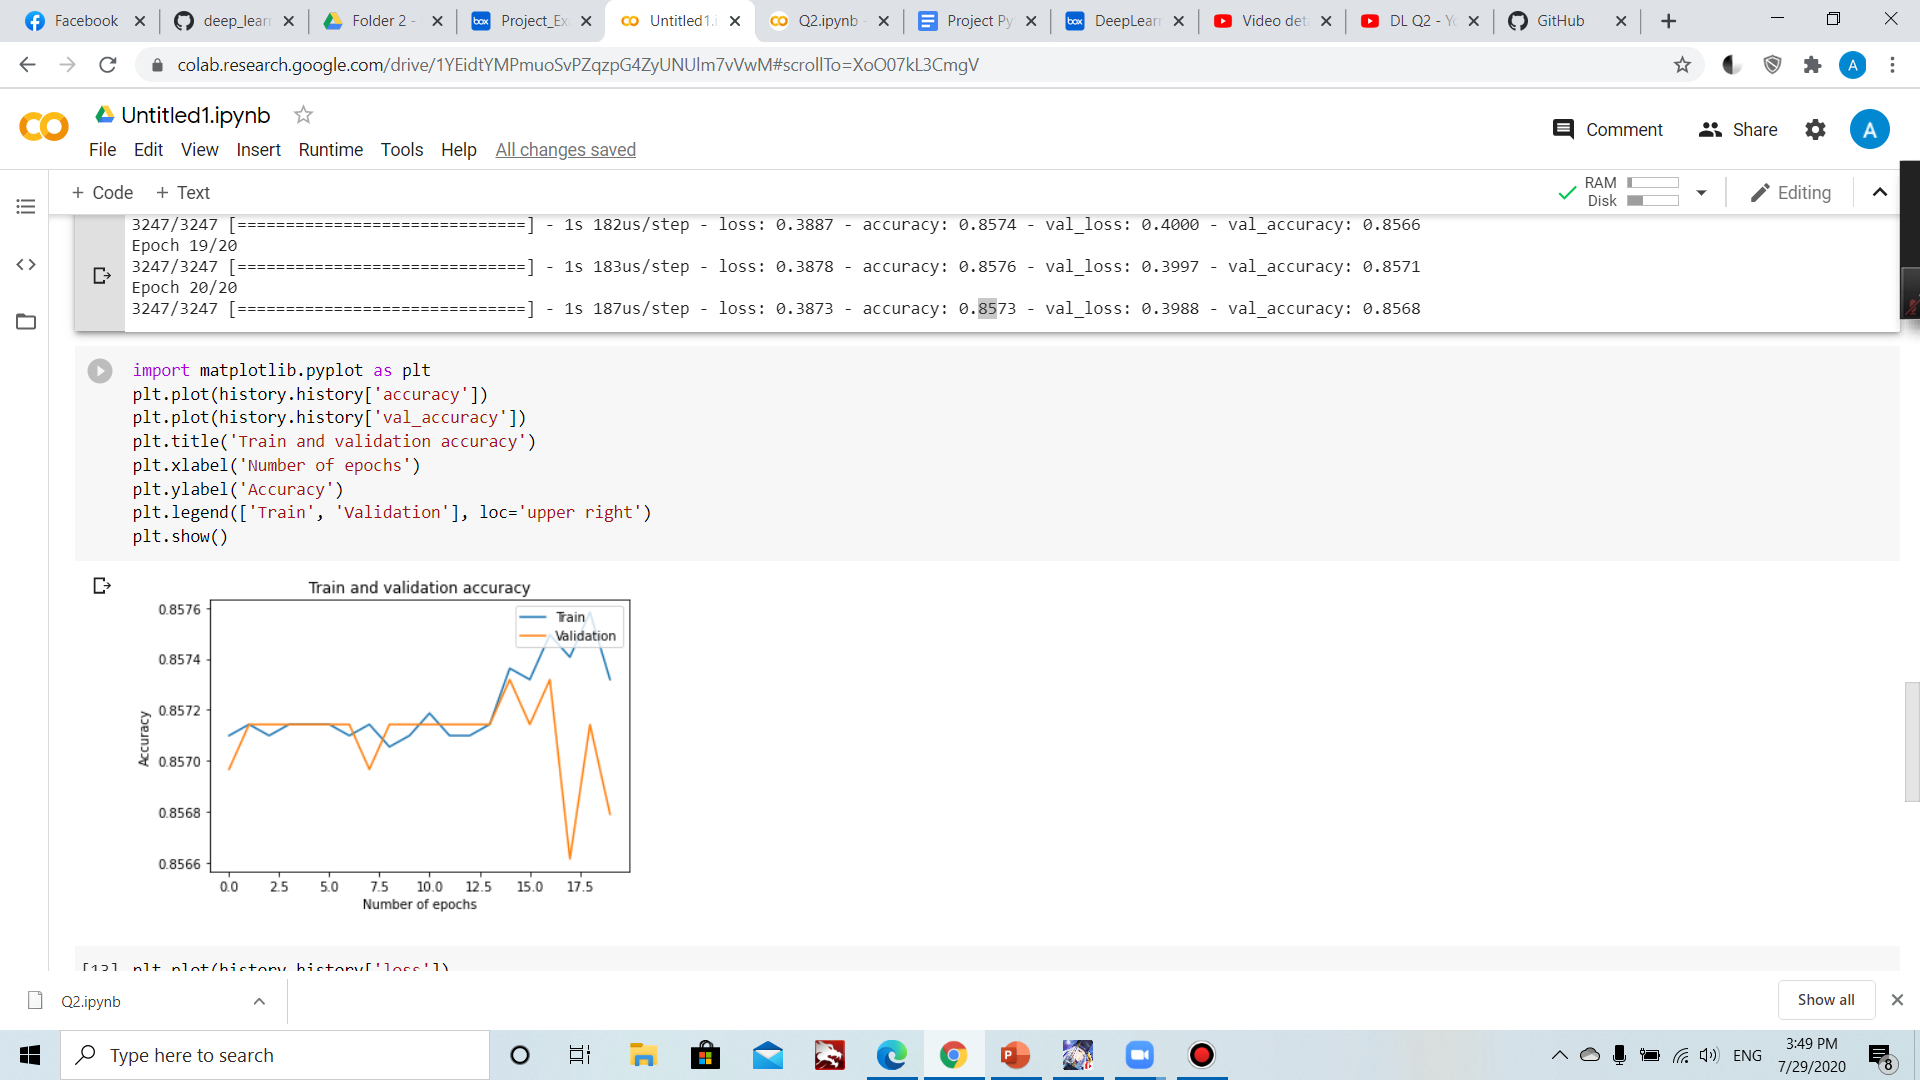 Facebook
deep_learn
Folder 2 -
Project_Ex
Untitled1.i
Q2.ipynb -
Project Py
DeepLearn
Video det
DL Q2 - Yo
GitHub
colab.research.google.com/drive/1YEidtYMPmuoSvPZqzpG4ZyUNUlm7vVwM#scrollTo=XoO07kL3CmgV
A
Untitled1.ipynb
Comment
Share
A
File Edit View Insert Runtime Tools Help All changes saved
+ Code + Text
RAM
Disk
Editing
3247/3247 [==============================] - 1s 182us/step - loss: 0.3887 - accuracy: 0.8574 - val_loss: 0.4000 - val_accuracy: 0.8566
Epoch 19/20
3247/3247 [==============================] - 1s 183us/step - loss: 0.3878 - accuracy: 0.8576 - val_loss: 0.3997 - val_accuracy: 0.8571
Epoch 20/20
3247/3247 [==============================] - 1s 187us/step - loss: 0.3873 - accuracy: 0.8573 - val_loss: 0.3988 - val_accuracy: 0.8568
import matplotlib.pyplot as plt
plt.plot(history.history['accuracy'])
plt.plot(history.history['val_accuracy'])
plt.title('Train and validation accuracy')
plt.xlabel('Number of epochs')
plt.ylabel('Accuracy')
plt.legend(['Train', 'Validation'], loc='upper right')
plt.show()
Train and validation accuracy
Train
Validation
0.8576
0.8574
0.8572
0.8570
0.8568
0.8566
Accuracy
0.0 2.5 5.0 7.5 10.0 12.5 15.0 17.5
Number of epochs
[13] plt.plot(history.history['loss'])
Q2.ipynb
Show all
Type here to search
ENG
3:49 PM
7/29/2020
8